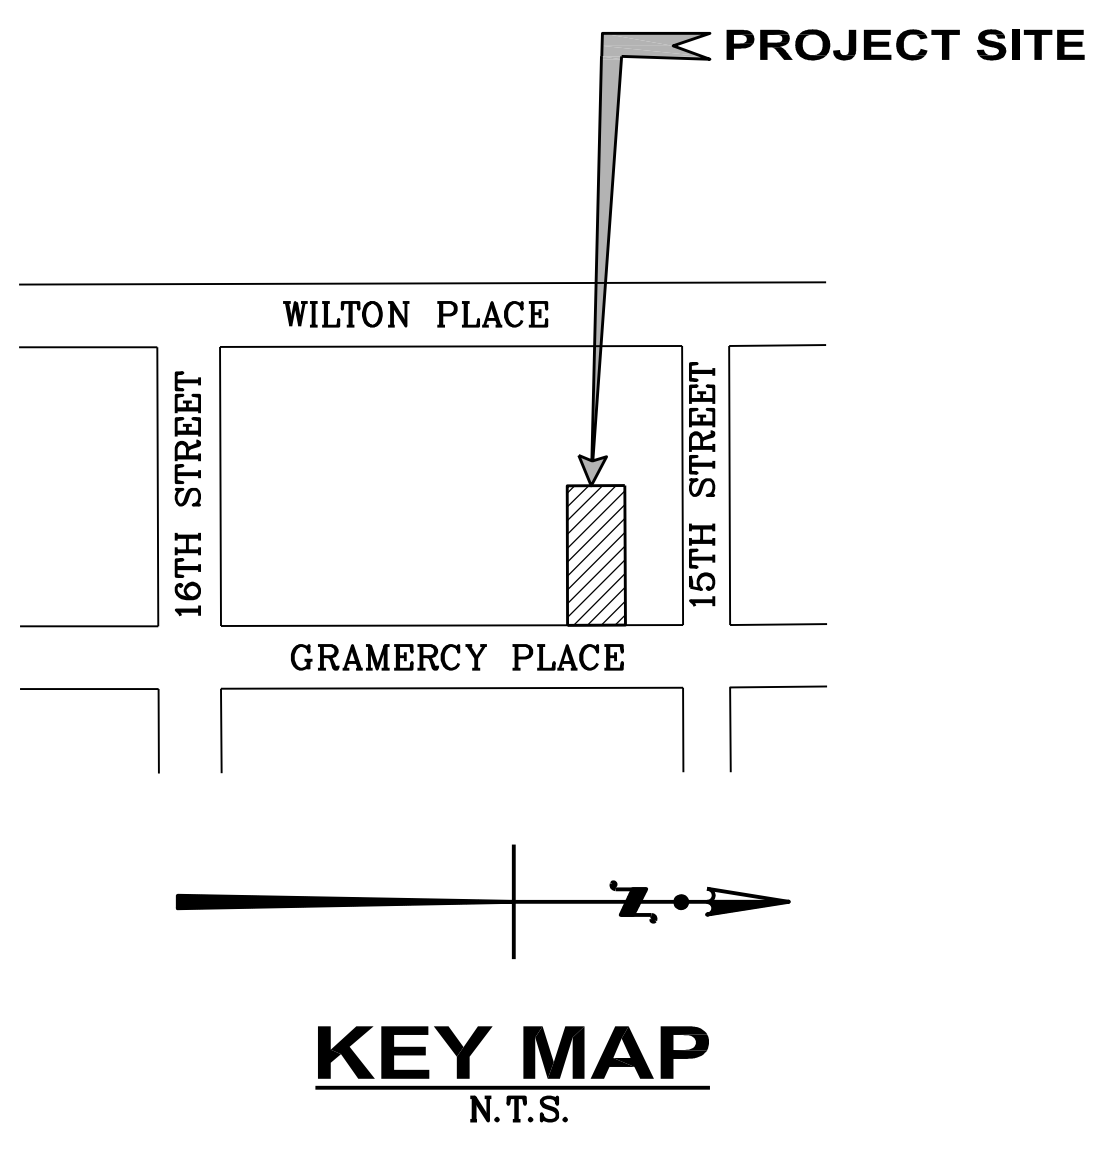 PROJECT SITE
WILTON PLACE
16TH STREET
15TH STREET
GRAMERCY PLACE
N
KEY MAP
N.T.S.